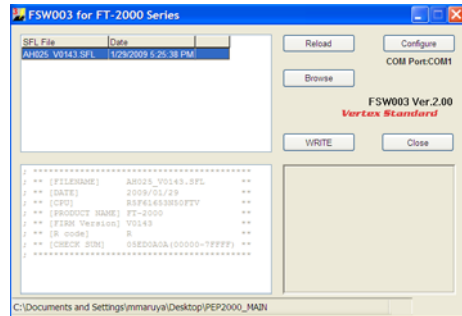 FSW003 for FT-2000 Series
SFL File Date
AH025_V0143.SFL 1/29/2009 5:25:38 PM
Reload
Configure
COM Port:COM1
Browse
FSW003 Ver.2.00
Vertex Standard
WRITE
Close
; *****************************************
; ** [FILENAME] AH025_V0143.SFL **
; ** [DATE] 2009/01/29 **
; ** [CPU] R5F61653N50FTV **
; ** [PRODUCT NAME] FT-2000 **
; ** [FIRM Version] V0143 **
; ** [R code] R **
; ** [CHECK SUM] 05ED0A0A(00000-7FFFF) **
; *****************************************
C:\Documents and Settings\mmaruya\Desktop\PEP2000_MAIN